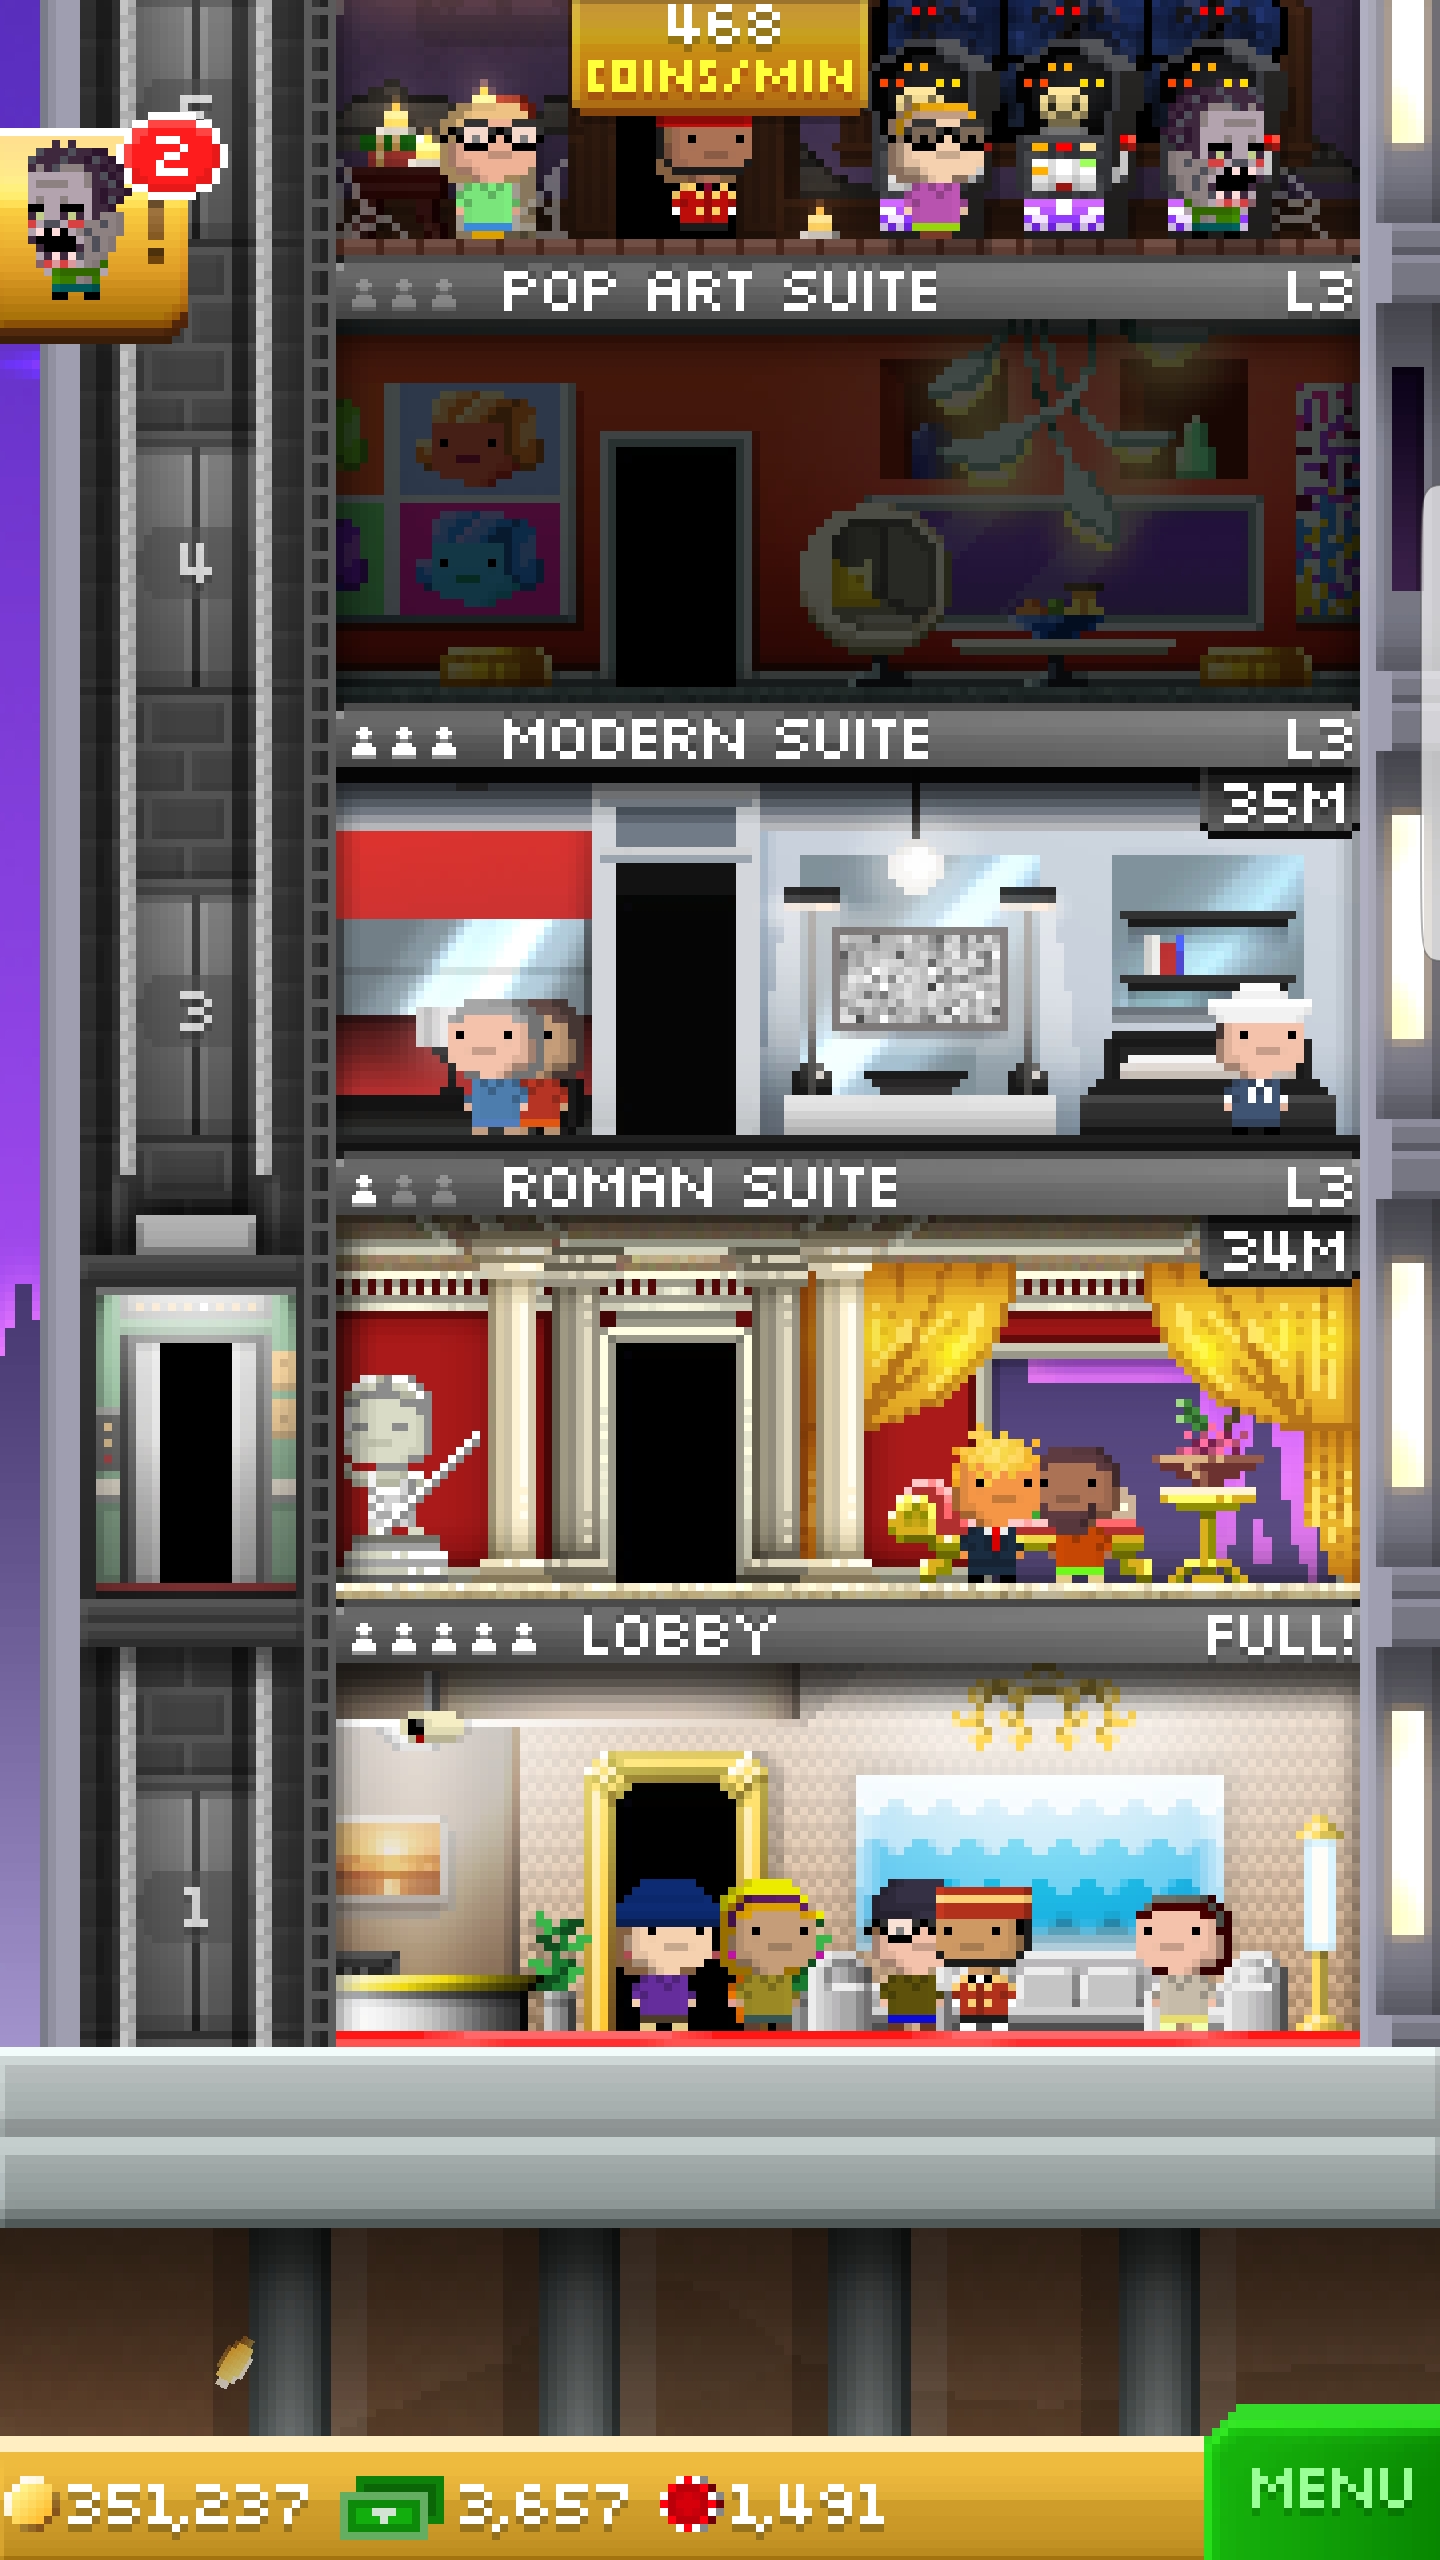 468
COINS/MIN
5
2
!
POP ART SUITE L3
4
MODERN SUITE L3
35M
3
ROMAN SUITE L3
34M
LOBBY FULL!
1
351,237 3,657 1,491
MENU